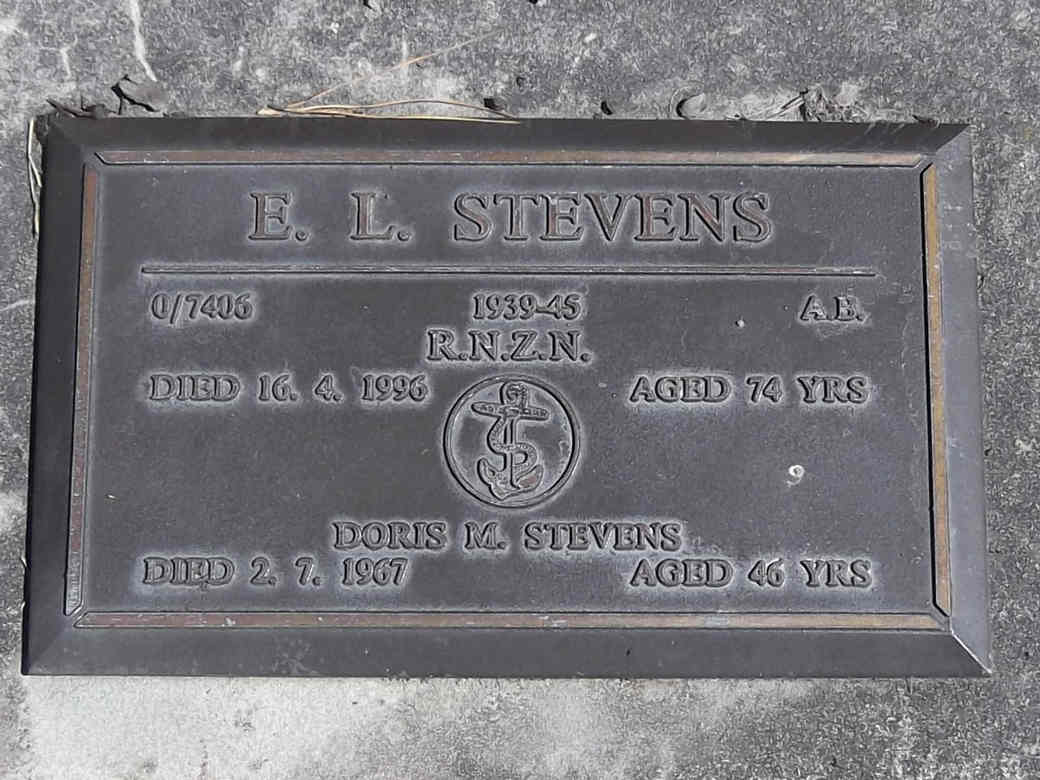 E. L. STEVENS
0/7406 1939-45 A.B.
R.N.Z.N.
DIED 16. 4. 1996 AGED 74 YRS
DORIS M. STEVENS
DIED 2. 7. 1967 AGED 46 YRS